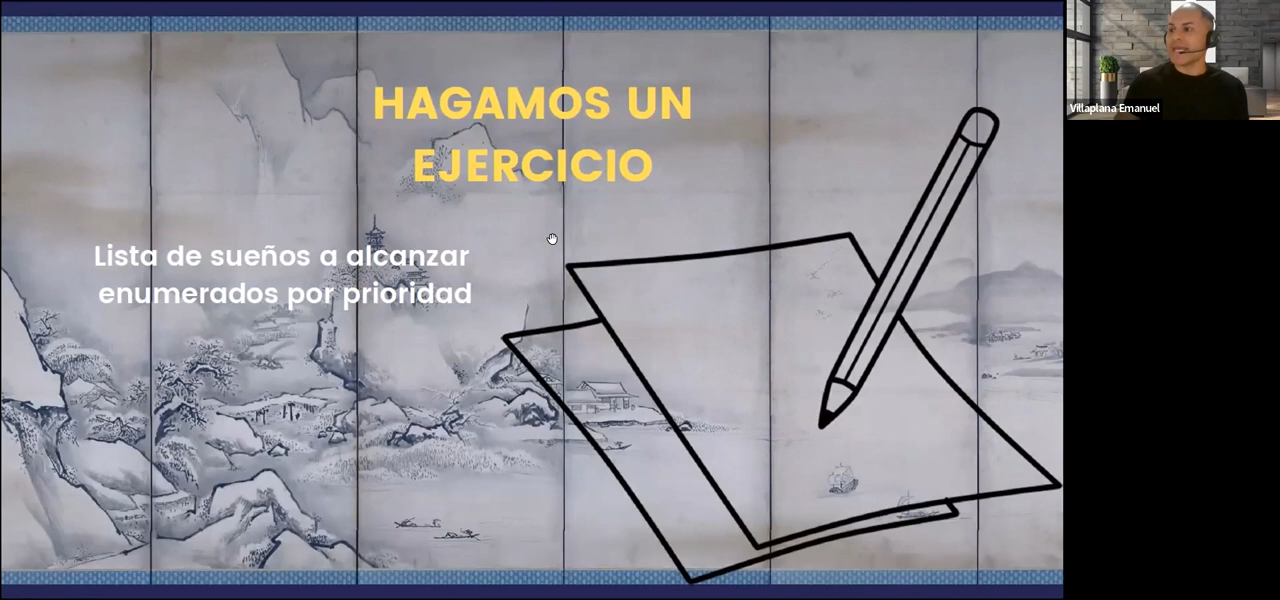 HAGAMOS UN
EJERCICIO
Lista de sueños a alcanzar
enumerados por prioridad
Villaplana Emanuel